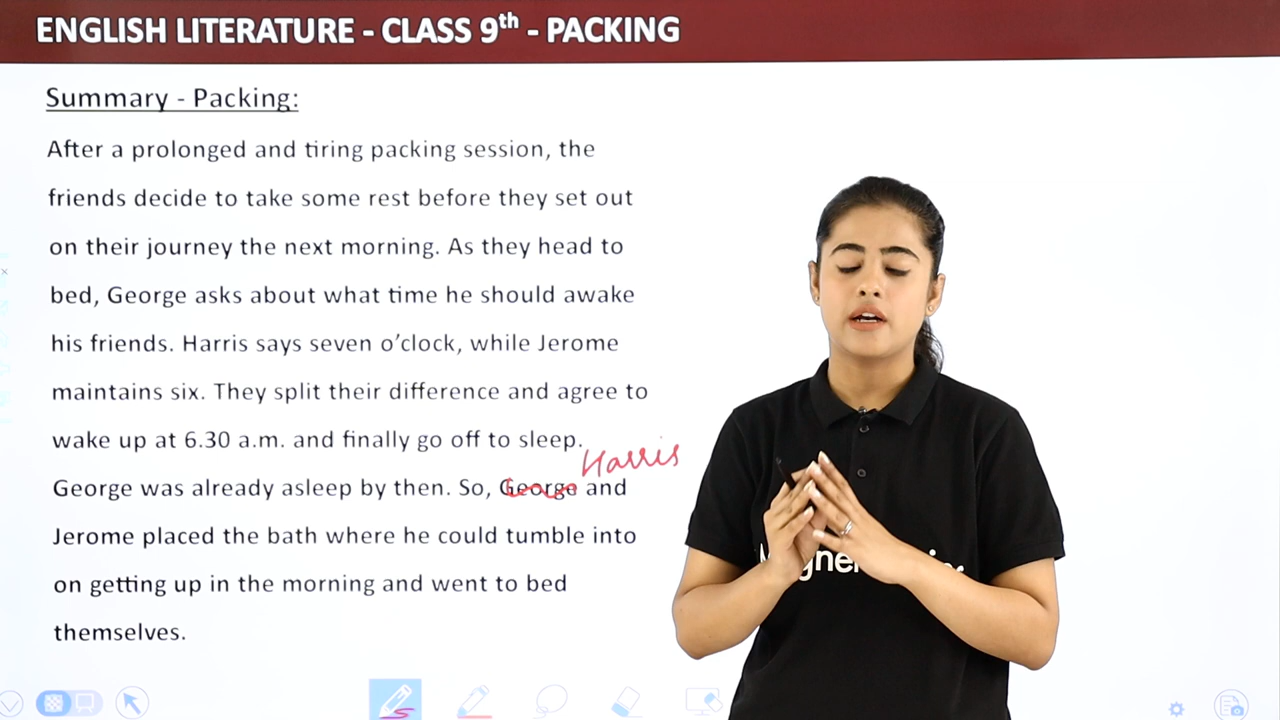 ENGLISH LITERATURE - CLASS 9th - PACKING
Summary - Packing:
After a prolonged and tiring packing session, the
friends decide to take some rest before they set out
on their journey the next morning. As they head to
bed, George asks about what time he should awake
his friends. Harris says seven o’clock, while Jerome
maintains six. They split their difference and agree to
wake up at 6.30 a.m. and finally go off to sleep.
Harris
George was already asleep by then. So, George and
Jerome placed the bath where he could tumble into
on getting up in the morning and went to bed
themselves.